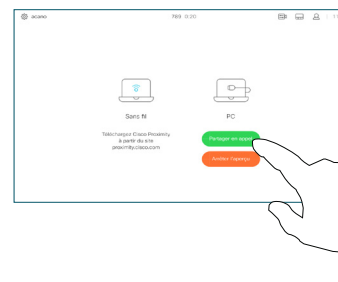 acano
TB9 0:20
Sans fil
PC
Téléchargez Cisco Proximity
à partir du site
proximity.cisco.com
Partager en appel
Arrêter l'aperçu